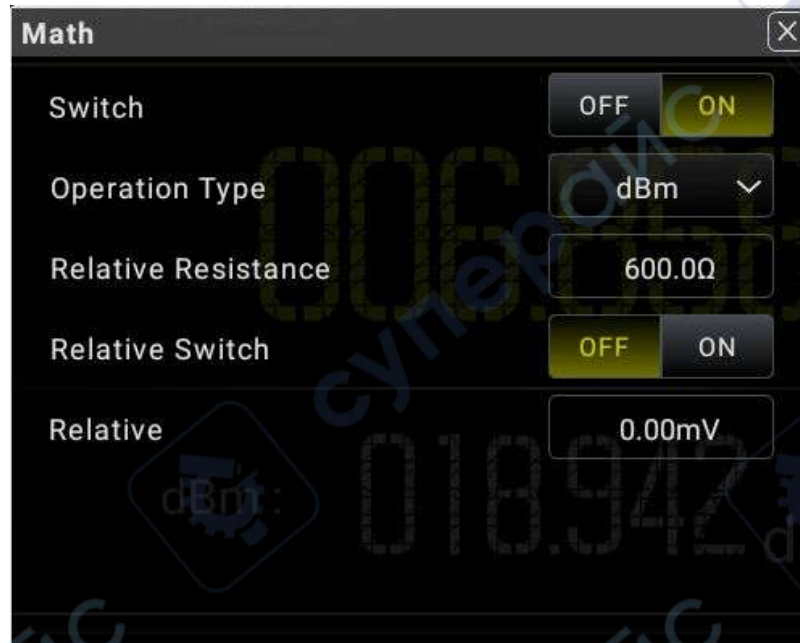 Math
Switch OFF ON
Operation Type dBm
Relative Resistance 600.0Ω
Relative Switch OFF ON
Relative 0.00mV
dBm: 018.942 d
суперайс